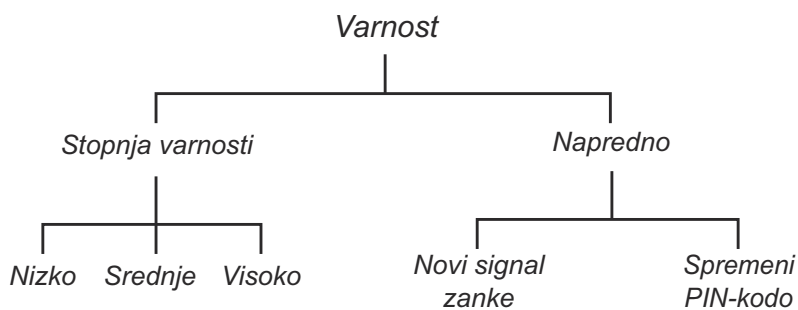 Varnost
Stopnja varnosti
Napredno
Nizko
Srednje
Visoko
Novi signal
zanke
Spremeni
PIN-kodo